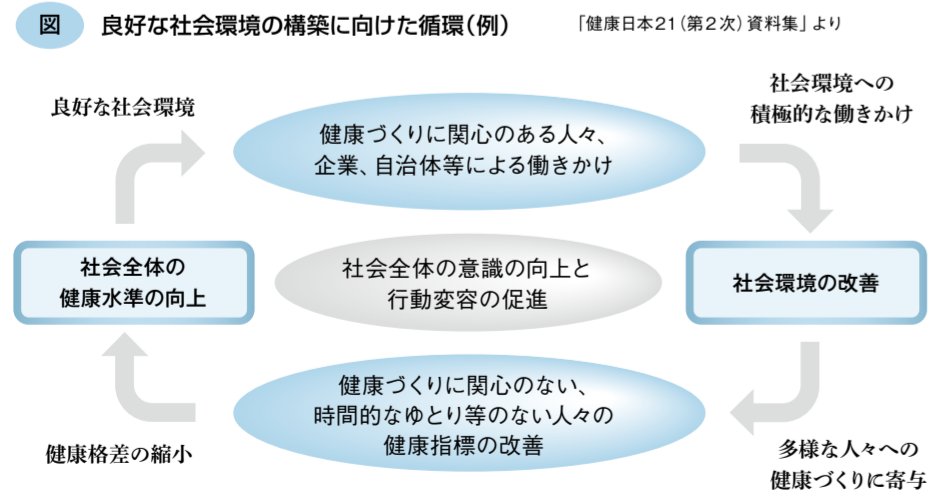 図 良好な社会環境の構築に向けた循環(例) 「健康日本21(第2次)資料集」より
良好な社会環境
健康づくりに関心のある人々、
企業、自治体等による働きかけ
社会環境への
積極的な働きかけ
社会全体の
健康水準の向上
社会全体の意識の向上と
行動変容の促進
社会環境の改善
健康づくりに関心のない、
時間的なゆとり等のない人々の
健康指標の改善
健康格差の縮小
多様な人々への
健康づくりに寄与